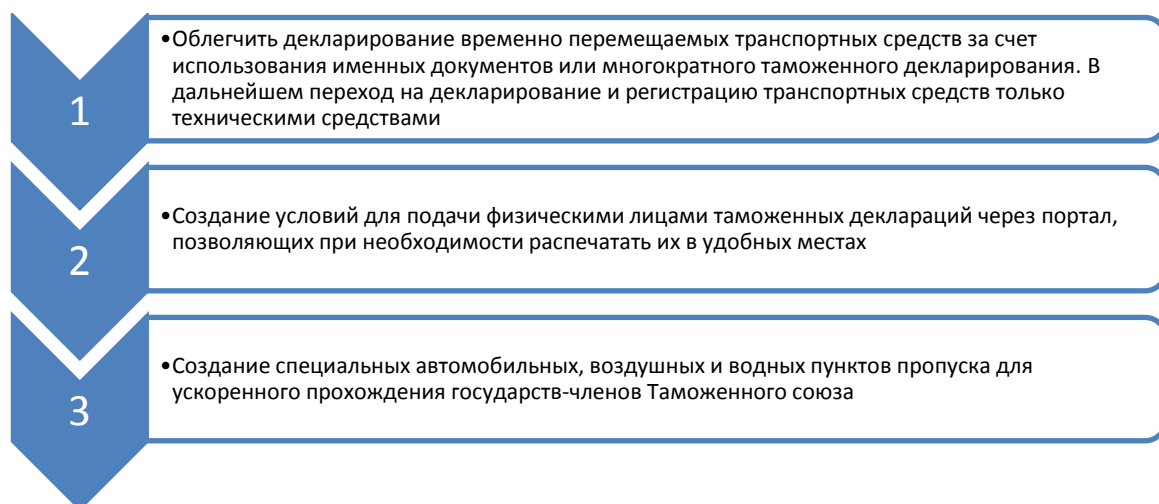 1
•Облегчить декларирование временно перемещаемых транспортных средств за счет
использования именных документов или многократного таможенного декларирования. В
дальнейшем переход на декларирование и регистрацию транспортных средств только
техническими средствами
2
•Создание условий для подачи физическими лицами таможенных деклараций через портал,
позволяющих при необходимости распечатать их в удобных местах
3
•Создание специальных автомобильных, воздушных и водных пунктов пропуска для
ускоренного прохождения государств-членов Таможенного союза